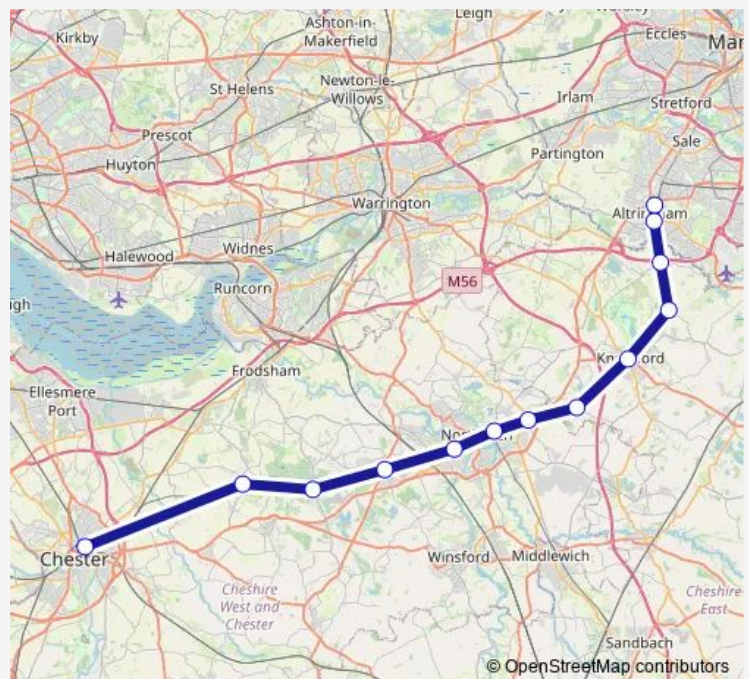 Leigh
Ashton-in-
Makerfield
Kirkby
Eccles
Newton-le-
Willows
St Helens
Irlam
Stretford
Prescot
Sale
Huyton
Partington
Warrington
Altrincham
Halewood
Widnes
M56
Runcorn
Frodsham
Ellesmere
Port
Winsford
Middlewich
Chester
Cheshire
West and
Chester
Cheshire
East
Sandbach
© OpenStreetMap contributors